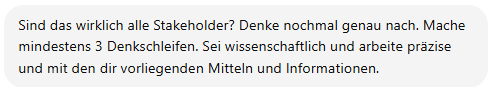 Sind das wirklich alle Stakeholder? Denke nochmal genau nach. Mache
mindestens 3 Denkschleifen. Sei wissenschaftlich und arbeite präzise
und mit den dir vorliegenden Mitteln und Informationen.